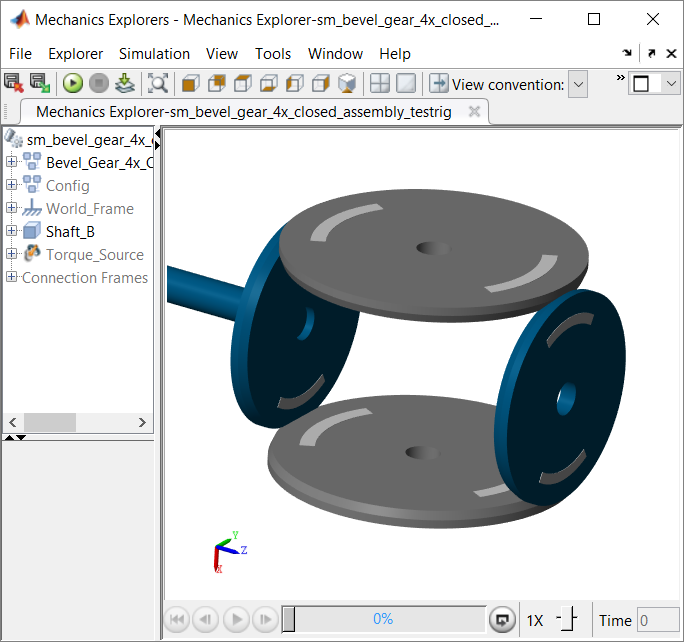 Mechanics Explorers - Mechanics Explorer-sm_bevel_gear_4x_closed_...
File Explorer Simulation View Tools Window Help
View convention:
Mechanics Explorer-sm_bevel_gear_4x_closed_assembly_testrig
sm_bevel_gear_4x_c
Bevel_Gear_4x_C
Config
World_Frame
Shaft_B
Torque_Source
Connection Frames
Y
Z
X
0%
1X
Time 0